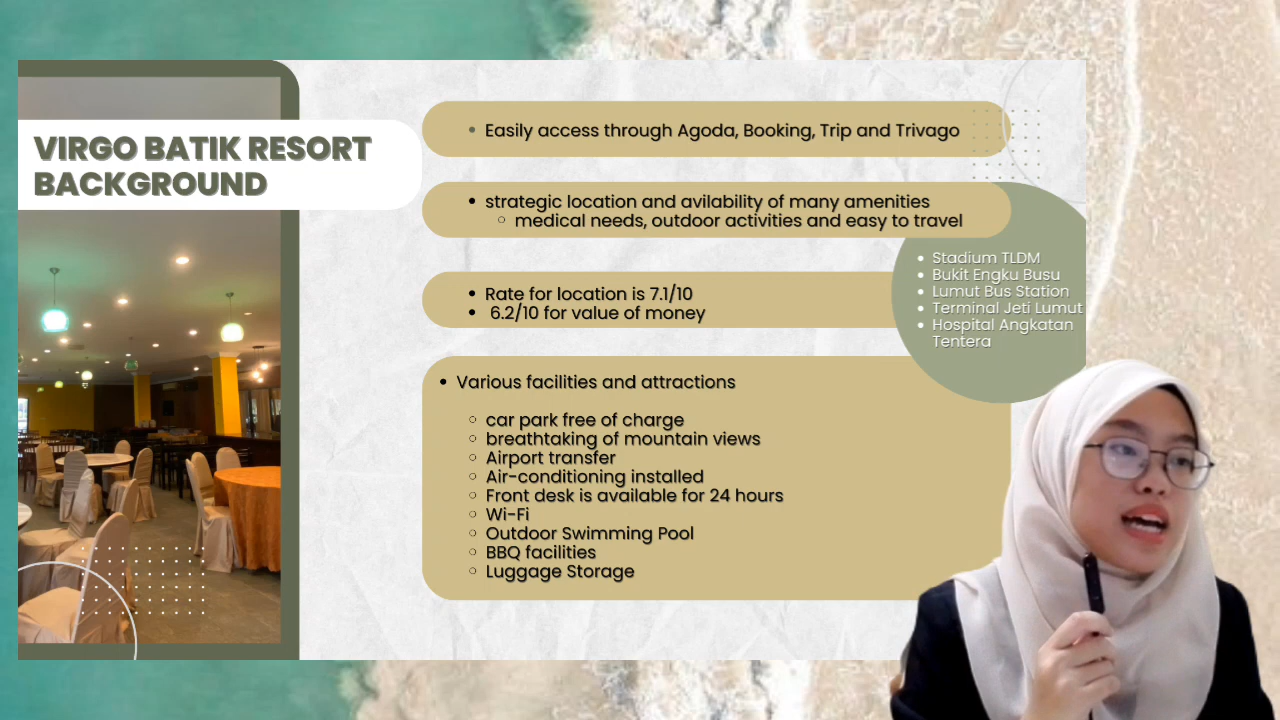 VIRGO BATIK RESORT
BACKGROUND
Easily access through Agoda, Booking, Trip and Trivago
strategic location and avilability of many amenities
medical needs, outdoor activities and easy to travel
Stadium TLDM
Bukit Engku Busu
Lumut Bus Station
Terminal Jeti Lumut
Hospital Angkatan
Tentera
Rate for location is 7.1/10
6.2/10 for value of money
Various facilities and attractions
car park free of charge
breathtaking of mountain views
Airport transfer
Air-conditioning installed
Front desk is available for 24 hours
Wi-Fi
Outdoor Swimming Pool
BBQ facilities
Luggage Storage